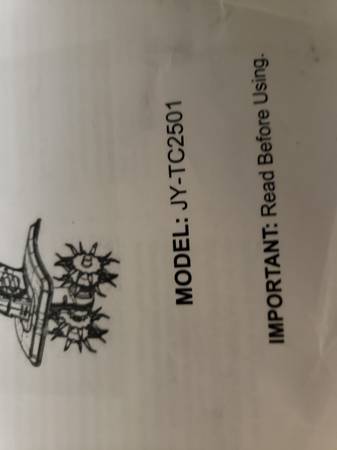 MODEL: JY-TC2501
IMPORTANT: Read Before Using.